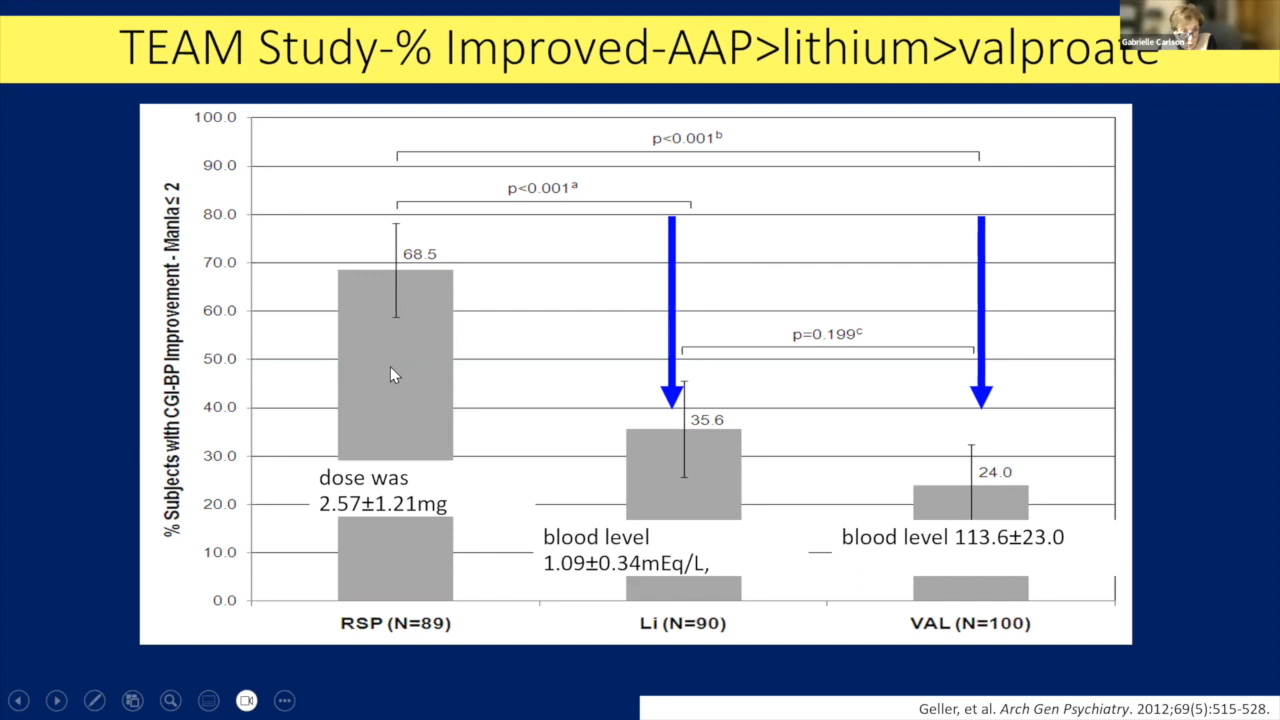 TEAM Study-% Improved-AAP>lithium>valproate
Gabrielle Carlson
100.0
90.0
80.0
70.0
60.0
50.0
40.0
30.0
20.0
10.0
0.0
% Subjects with CGI-BP Improvement - Mania ≤ 2
p<0.001ᵇ
p<0.001ᵃ
68.5
p=0.199ᶜ
35.6
24.0
dose was
2.57±1.21mg
blood level
1.09±0.34mEq/L,
blood level 113.6±23.0
RSP (N=89)
Li (N=90)
VAL (N=100)
Geller, et al. Arch Gen Psychiatry. 2012;69(5):515-528.